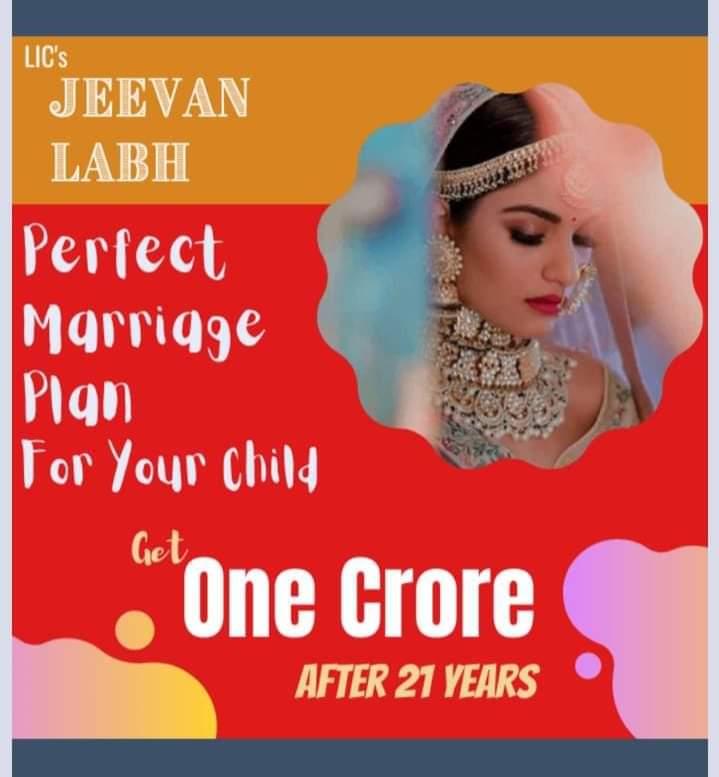 LIC's
JEEVAN
LABH
Perfect
Marriage
Plan
For Your Child
Get
One Crore
AFTER 21 YEARS